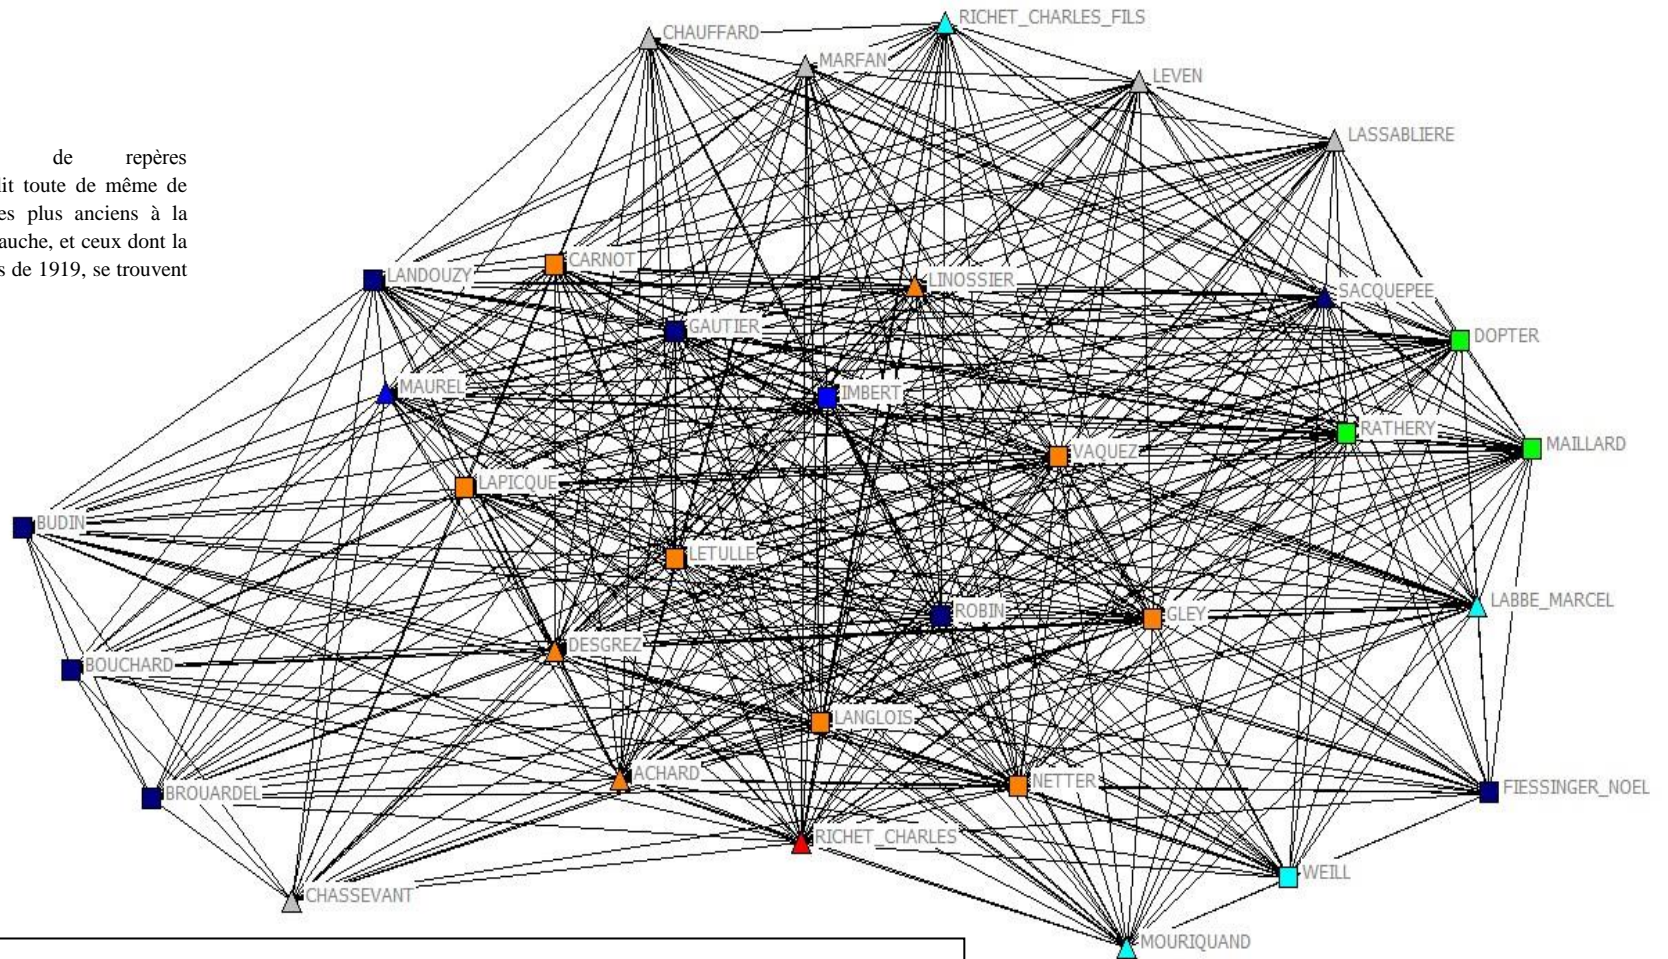 de repères
lit toute de même de
es plus anciens à la
auche, et ceux dont la
s de 1919, se trouvent
RICHET_CHARLES_FILS
CHAUFFARD
MARFAN
LEVEN
LASSABLIERE
CARNOT
LANDOUZY
LINOSSIER
SACQUEPEE
GAUTIER
DOPTER
MAUREL
IMBERT
RATHERY
MAILLARD
VAQUEZ
LAPICQUE
BUDIN
LETULLE
LABBE_MARCEL
ROBIN
GLEY
DESGREZ
BOUCHARD
LANGLOIS
ACHARD
NETTER
FIESSINGER_NOEL
BROUARDEL
RICHET_CHARLES
WEILL
CHASSEVANT
MOURIQUAND